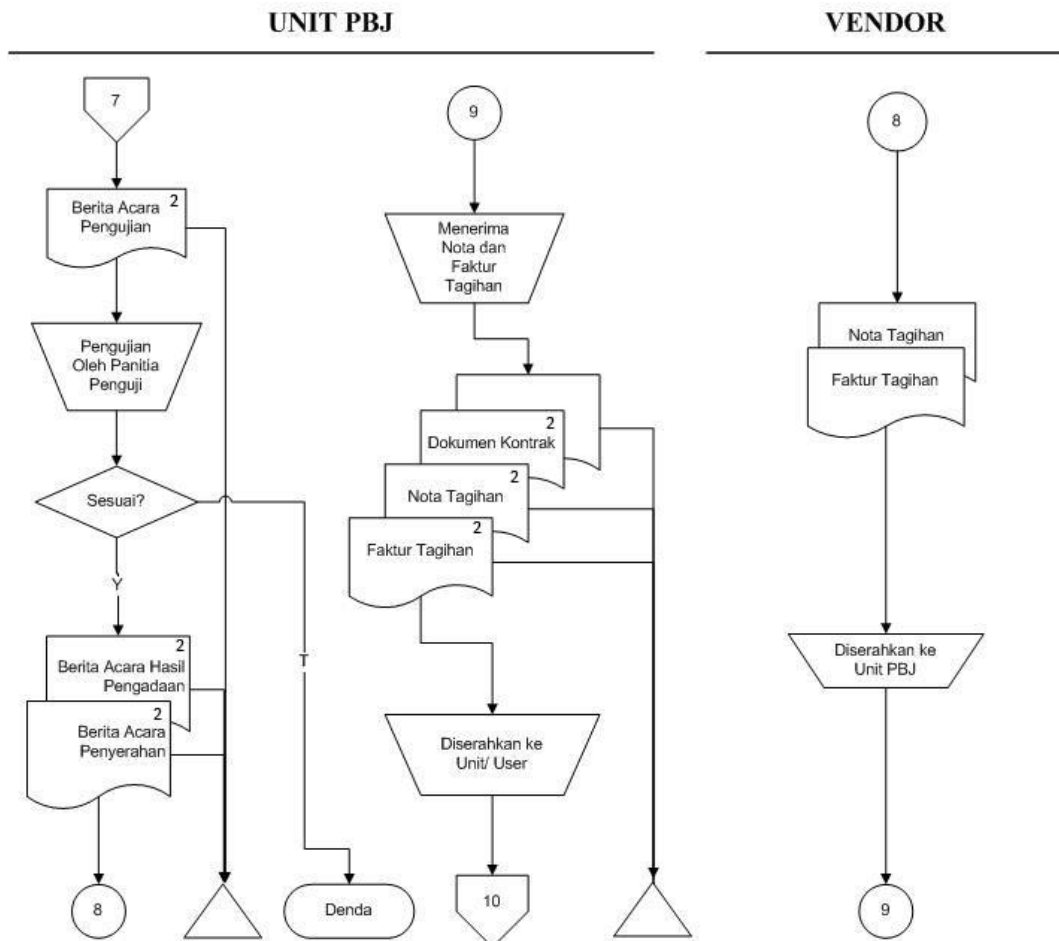 UNIT PBJ
VENDOR
7
Berita Acara
Pengujian
2
Pengujian
Oleh Panitia
Penguji
Sesuai?
Y
T
2
Berita Acara Hasil
Pengadaan
2
Berita Acara
Penyerahan
8
Denda
9
Menerima
Nota dan
Faktur
Tagihan
2
Dokumen Kontrak
2
Nota Tagihan
2
Faktur Tagihan
Diserahkan ke
Unit/ User
10
8
Nota Tagihan
Faktur Tagihan
Diserahkan ke
Unit PBJ
9